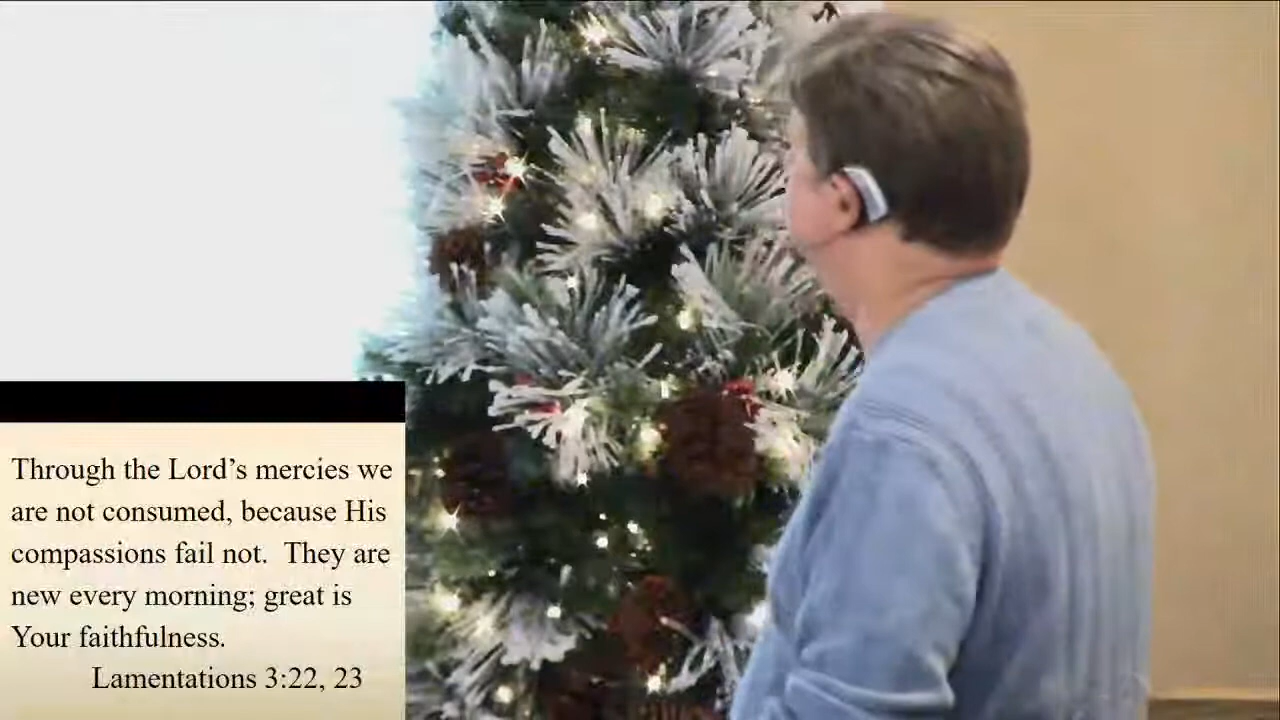 Through the Lord’s mercies we
are not consumed, because His
compassions fail not.  They are
new every morning; great is
Your faithfulness.
Lamentations 3:22, 23